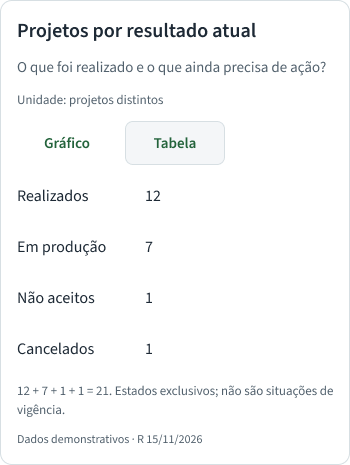 Projetos por resultado atual
O que foi realizado e o que ainda precisa de ação?
Unidade: projetos distintos
Gráfico Tabela
Realizados 12
Em produção 7
Não aceitos 1
Cancelados 1
12 + 7 + 1 + 1 = 21. Estados exclusivos; não são situações de
vigência.
Dados demonstrativos · R 15/11/2026